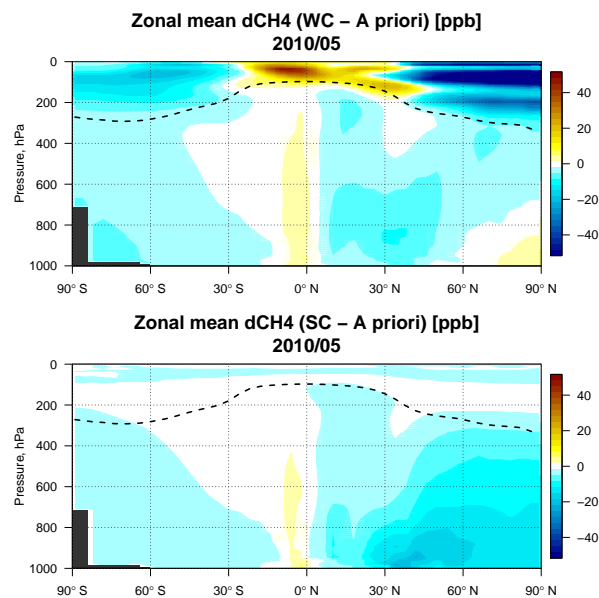 Zonal mean dCH4 (WC − A priori) [ppb]
2010/05
Pressure, hPa
0
200
400
600
800
1000
90° S
60° S
30° S
0° N
30° N
60° N
90° N
40
20
0
−20
−40
Zonal mean dCH4 (SC − A priori) [ppb]
2010/05
Pressure, hPa
0
200
400
600
800
1000
90° S
60° S
30° S
0° N
30° N
60° N
90° N
40
20
0
−20
−40